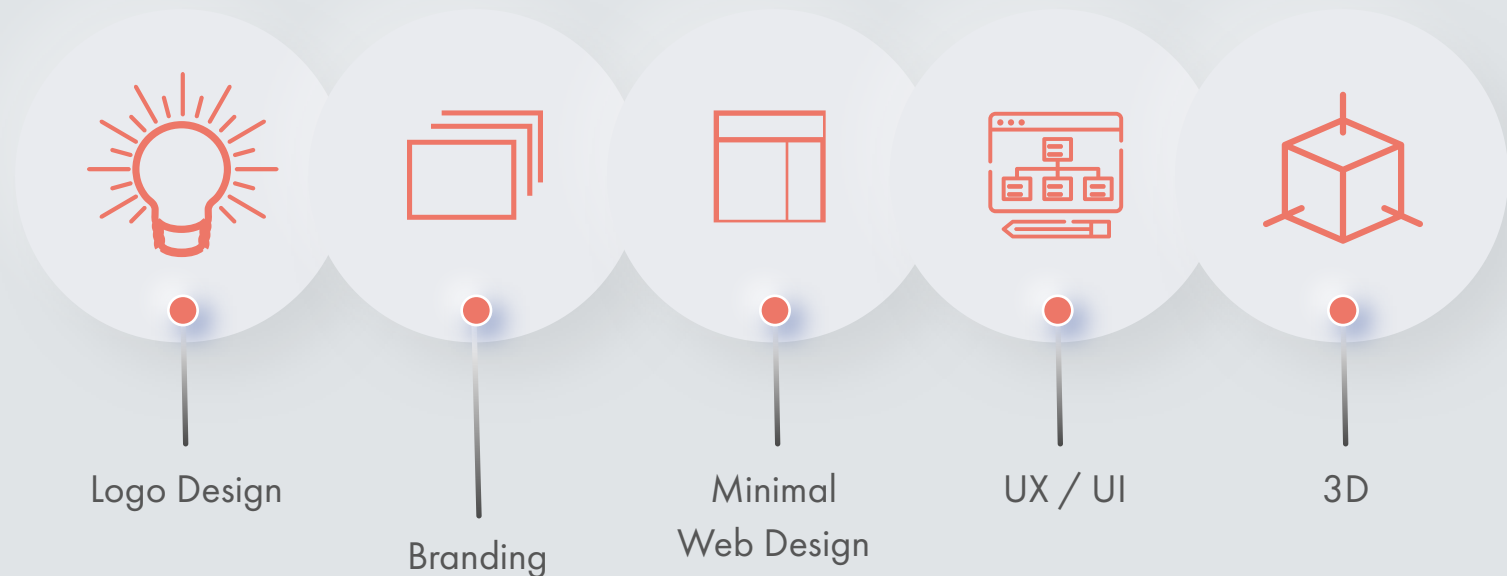 Logo Design
Branding
Minimal
Web Design
UX / UI
3D